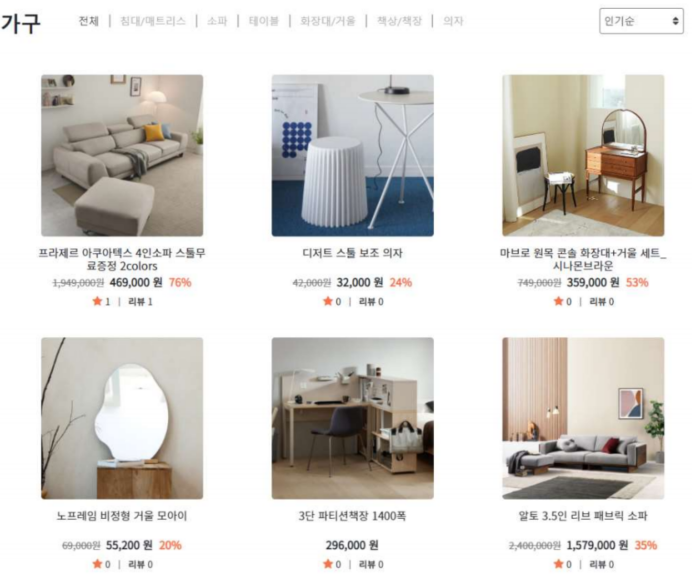 가구
전체 | 침대/매트리스 | 소파 | 테이블 | 화장대/거울 | 책상/책장 | 의자
인기순
프라제르 아쿠아텍스 4인소파 스툴무
료증정 2colors
1,949,000원 469,000 원 76%
★ 1 | 리뷰 1
디저트 스툴 보조 의자
42,000원 32,000 원 24%
★ 0 | 리뷰 0
마브로 원목 콘솔 화장대+거울 세트_
시나몬브라운
749,000원 359,000 원 53%
★ 0 | 리뷰 0
노프레임 비정형 거울 모아이
69,000원 55,200 원 20%
★ 0 | 리뷰 0
3단 파티션책장 1400폭
296,000 원
★ 0 | 리뷰 0
알토 3.5인 리브 패브릭 소파
2,400,000원 1,579,000 원 35%
★ 0 | 리뷰 0